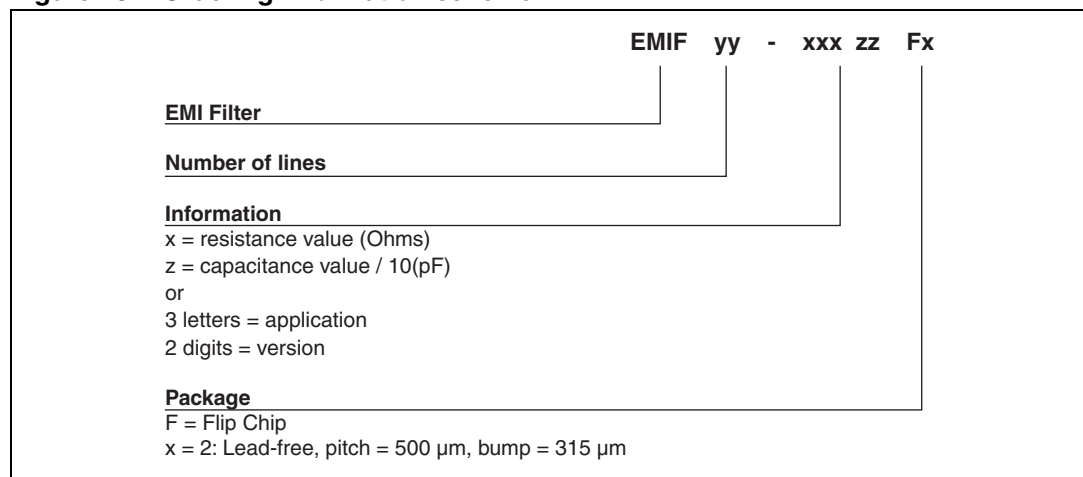 EMIF yy - xxx zz Fx
EMI Filter
Number of lines
Information
x = resistance value (Ohms)
z = capacitance value / 10(pF)
or
3 letters = application
2 digits = version
Package
F = Flip Chip
x = 2: Lead-free, pitch = 500 µm, bump = 315 µm